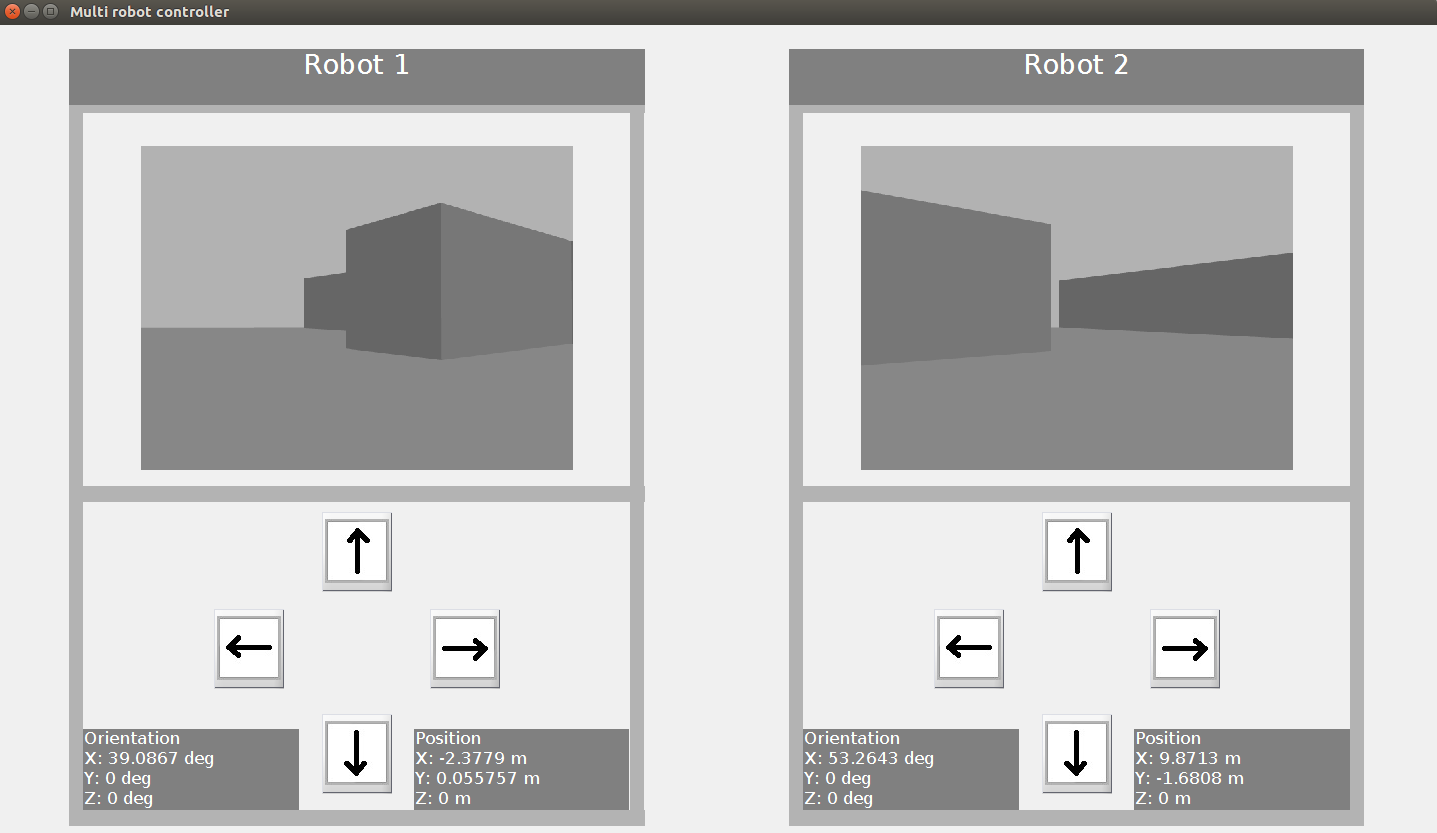 Multi robot controller
Robot 1
Orientation
X: 39.0867 deg
Y: 0 deg
Z: 0 deg
Position
X: -2.3779 m
Y: 0.055757 m
Z: 0 m
Robot 2
Orientation
X: 53.2643 deg
Y: 0 deg
Z: 0 deg
Position
X: 9.8713 m
Y: -1.6808 m
Z: 0 m